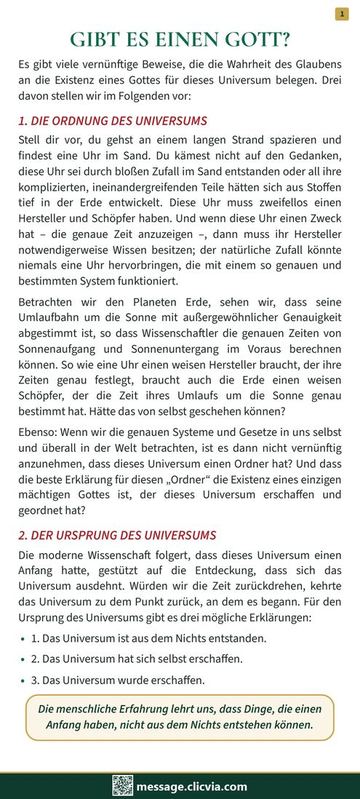 1
GIBT ES EINEN GOTT?
Es gibt viele vernünftige Beweise, die die Wahrheit des Glaubens
an die Existenz eines Gottes für dieses Universum belegen. Drei
davon stellen wir im Folgenden vor:
1. DIE ORDNUNG DES UNIVERSUMS
Stell dir vor, du gehst an einem langen Strand spazieren und
findest eine Uhr im Sand. Du kämest nicht auf den Gedanken,
diese Uhr sei durch bloßen Zufall im Sand entstanden oder all ihre
komplizierten, ineinandergreifenden Teile hätten sich aus Stoffen
tief in der Erde entwickelt. Diese Uhr muss zweifellos einen
Hersteller und Schöpfer haben. Und wenn diese Uhr einen Zweck
hat – die genaue Zeit anzuzeigen –, dann muss ihr Hersteller
notwendigerweise Wissen besitzen; der natürliche Zufall könnte
niemals eine Uhr hervorbringen, die mit einem so genauen und
bestimmten System funktioniert.
Betrachten wir den Planeten Erde, sehen wir, dass seine
Umlaufbahn um die Sonne mit außergewöhnlicher Genauigkeit
abgestimmt ist, so dass Wissenschaftler die genauen Zeiten von
Sonnenaufgang und Sonnenuntergang im Voraus berechnen
können. So wie eine Uhr einen weisen Hersteller braucht, der ihre
Zeiten genau festlegt, braucht auch die Erde einen weisen
Schöpfer, der die Zeit ihres Umlaufs um die Sonne genau
bestimmt hat. Hätte das von selbst geschehen können?
Ebenso: Wenn wir die genauen Systeme und Gesetze in uns selbst
und überall in der Welt betrachten, ist es dann nicht vernünftig
anzunehmen, dass dieses Universum einen Ordner hat? Und dass
die beste Erklärung für diesen „Ordner“ die Existenz eines einzigen
mächtigen Gottes ist, der dieses Universum erschaffen und
geordnet hat?
2. DER URSPRUNG DES UNIVERSUMS
Die moderne Wissenschaft folgert, dass dieses Universum einen
Anfang hatte, gestützt auf die Entdeckung, dass sich das
Universum ausdehnt. Würden wir die Zeit zurückdrehen, kehrte
das Universum zu dem Punkt zurück, an dem es begann. Für den
Ursprung des Universums gibt es drei mögliche Erklärungen:
• 1. Das Universum ist aus dem Nichts entstanden.
• 2. Das Universum hat sich selbst erschaffen.
• 3. Das Universum wurde erschaffen.
Die menschliche Erfahrung lehrt uns, dass Dinge, die einen
Anfang haben, nicht aus dem Nichts entstehen können.
message.clicvia.com